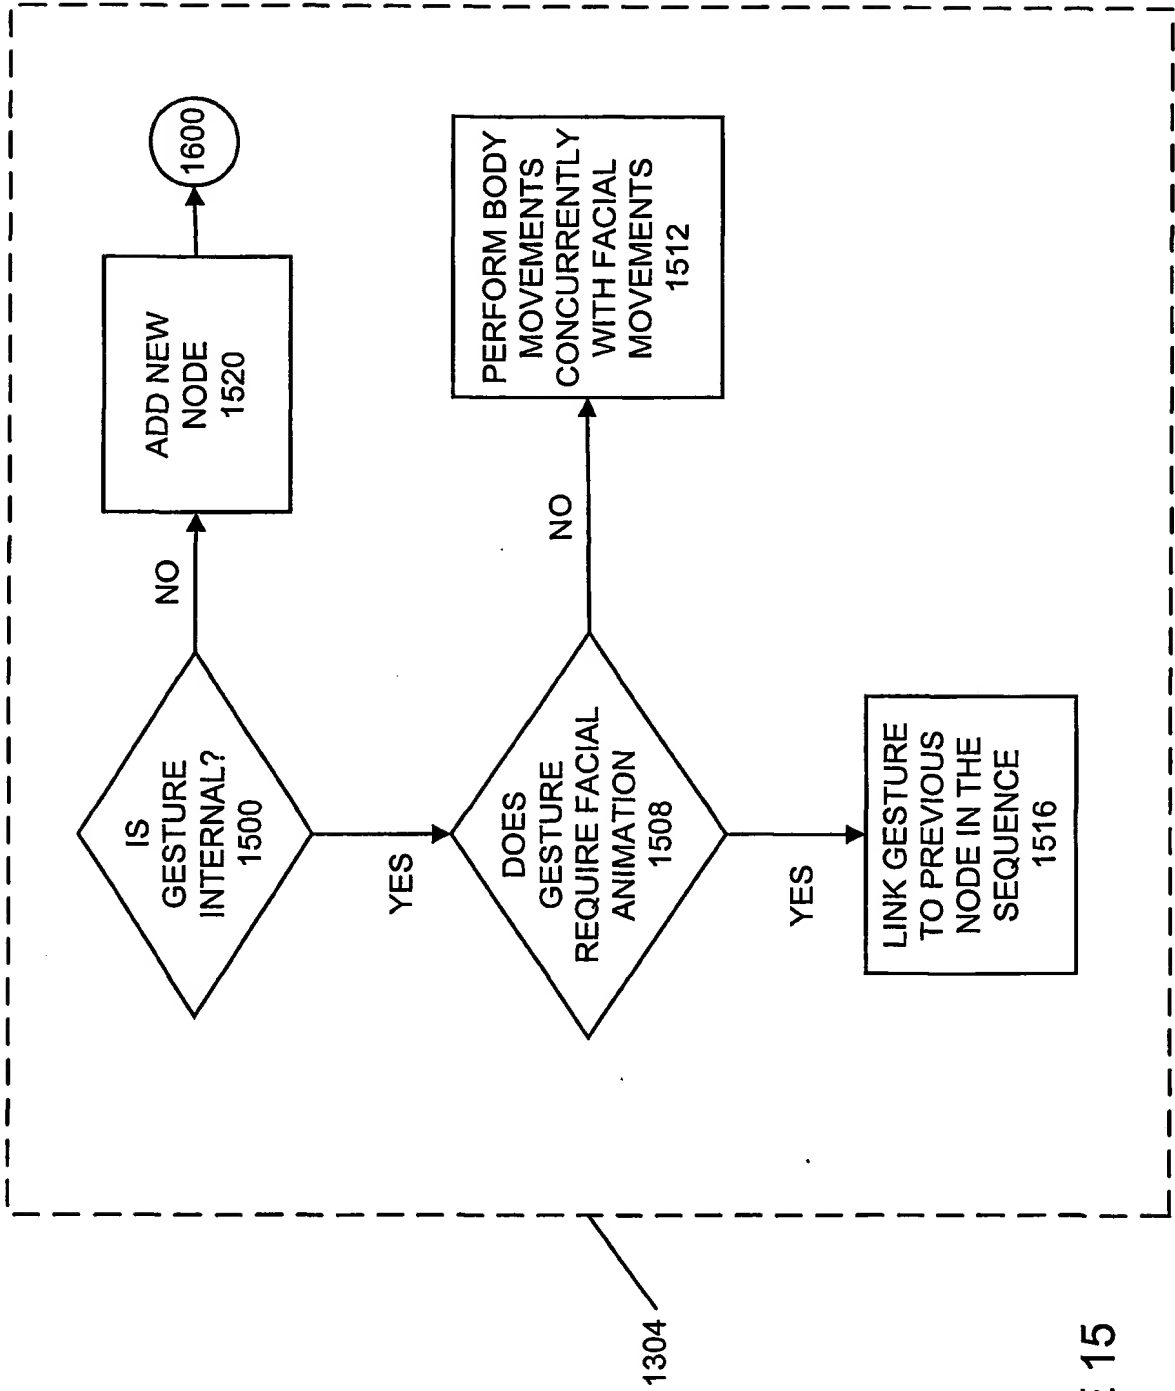 IS
GESTURE
INTERNAL?
1500
NO
ADD NEW
NODE
1520
1600
YES
DOES
GESTURE
REQUIRE FACIAL
ANIMATION
1508
NO
PERFORM BODY
MOVEMENTS
CONCURRENTLY
WITH FACIAL
MOVEMENTS
1512
YES
LINK GESTURE
TO PREVIOUS
NODE IN THE
SEQUENCE
1516
1304
15